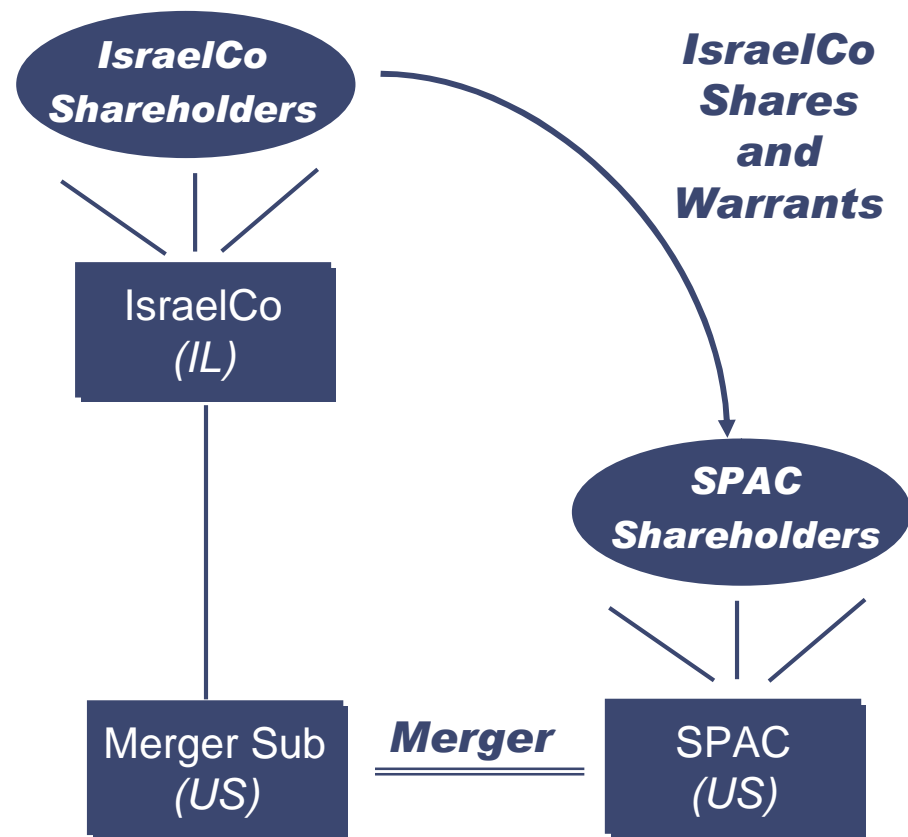 IsraelCo
Shareholders
IsraelCo
Shares
and
Warrants
IsraelCo
(IL)
SPAC
Shareholders
Merger Sub
(US)
Merger
SPAC
(US)